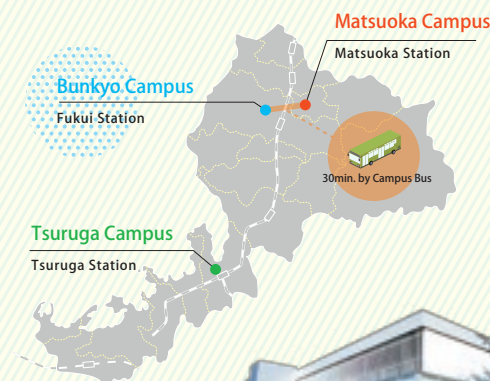 Matsuoka Campus
Matsuoka Station
Bunkyo Campus
Fukui Station
30min. by Campus Bus
Tsuruga Campus
Tsuruga Station